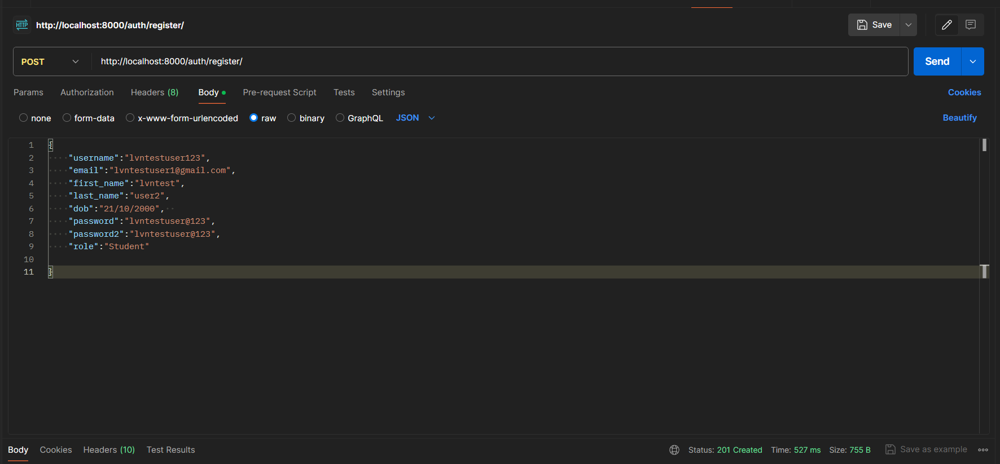 HTTP http://localhost:8000/auth/register/ Save
POST http://localhost:8000/auth/register/ Send
Params Authorization Headers (8) Body Pre-request Script Tests Settings Cookies
none form-data x-www-form-urlencoded raw binary GraphQL JSON Beautify
1 {
2 "username":"lvntestuser123",
3 "email":"lvntestuser1@gmail.com",
4 "first_name":"lvntest",
5 "last_name":"user2",
6 "dob":"21/10/2000",
7 "password":"lvntestuser@123",
8 "password2":"lvntestuser@123",
9 "role":"Student"
10
11 }
Body Cookies Headers (10) Test Results Status: 201 Created Time: 527 ms Size: 755 B Save as example